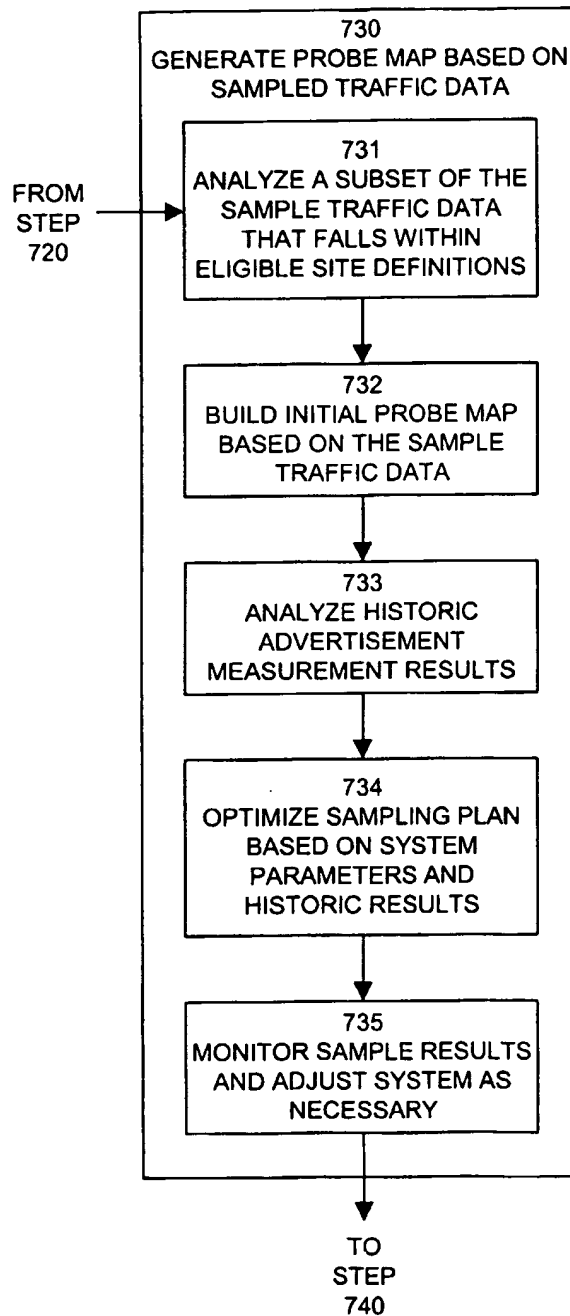 730
GENERATE PROBE MAP BASED ON
SAMPLED TRAFFIC DATA
731
ANALYZE A SUBSET OF THE
SAMPLE TRAFFIC DATA
THAT FALLS WITHIN
ELIGIBLE SITE DEFINITIONS
FROM
STEP
720
732
BUILD INITIAL PROBE MAP
BASED ON THE SAMPLE
TRAFFIC DATA
733
ANALYZE HISTORIC
ADVERTISEMENT
MEASUREMENT RESULTS
734
OPTIMIZE SAMPLING PLAN
BASED ON SYSTEM
PARAMETERS AND
HISTORIC RESULTS
735
MONITOR SAMPLE RESULTS
AND ADJUST SYSTEM AS
NECESSARY
TO
STEP
740